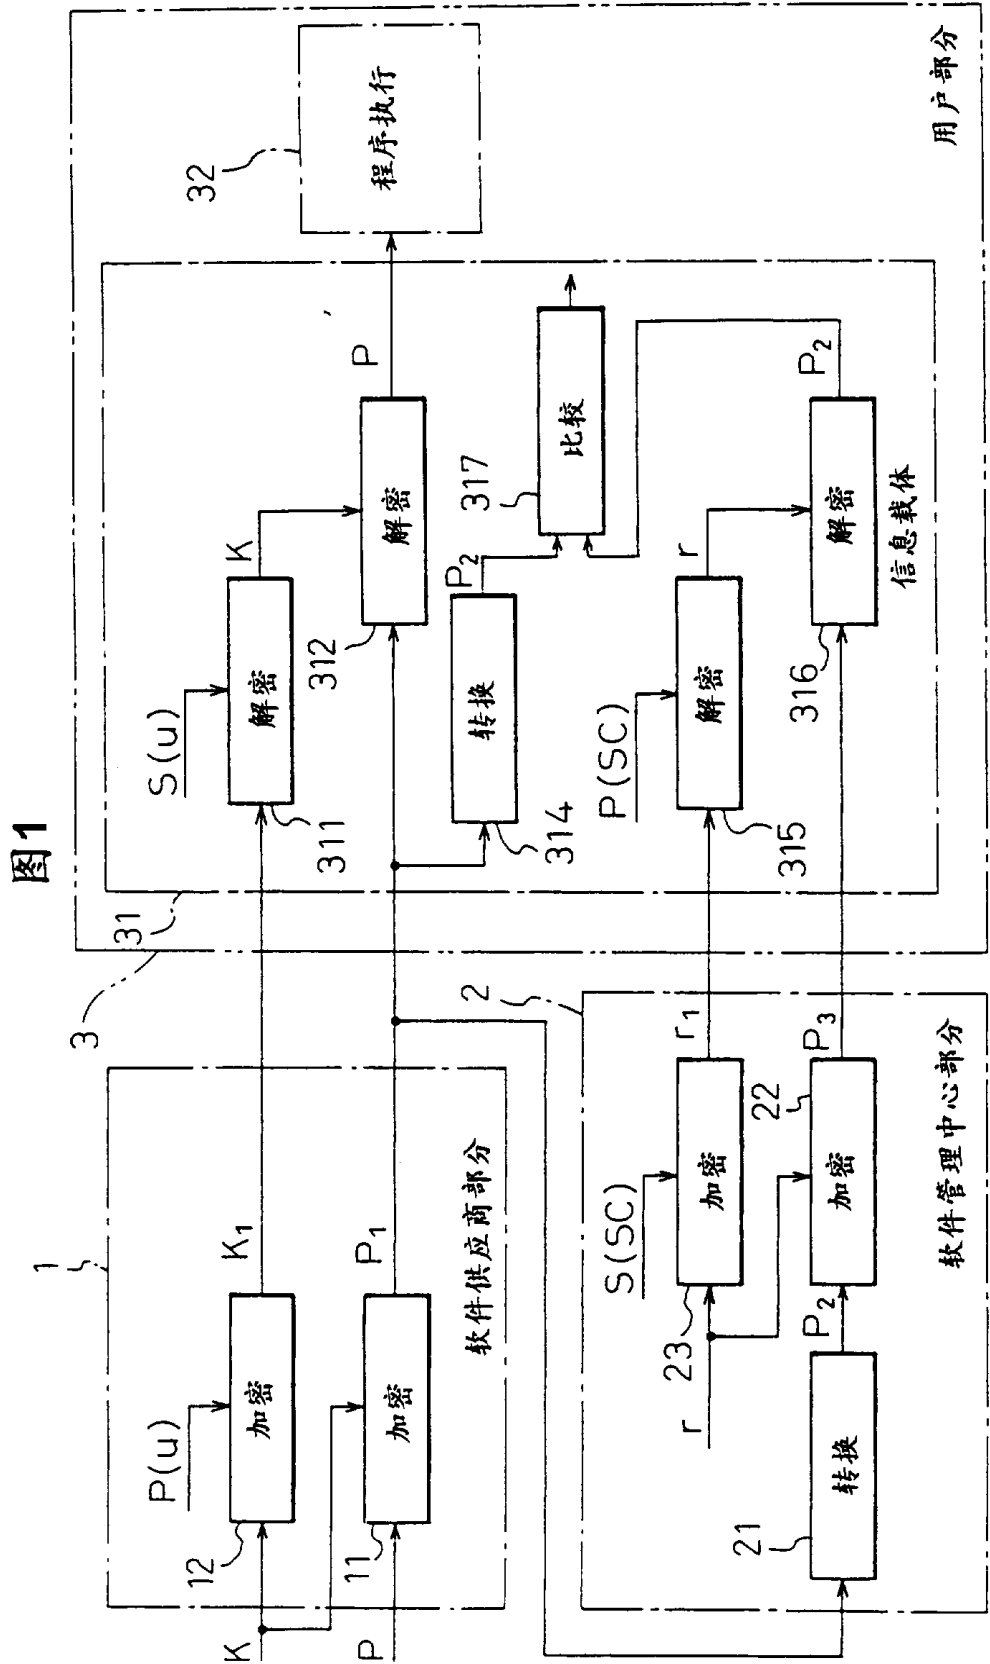 图1
3
31
32
程序执行
用户部分
S(u)
311
解密
K
312
解密
P
314
转换
P2
317
比较
P(SC)
315
解密
r
316
解密
P2
信息载体
1
K
12
P(u)
加密
K1
P
11
加密
P1
软件供应商部分
2
r
23
S(SC)
加密
r1
21
转换
P2
22
加密
P3
软件管理中心部分